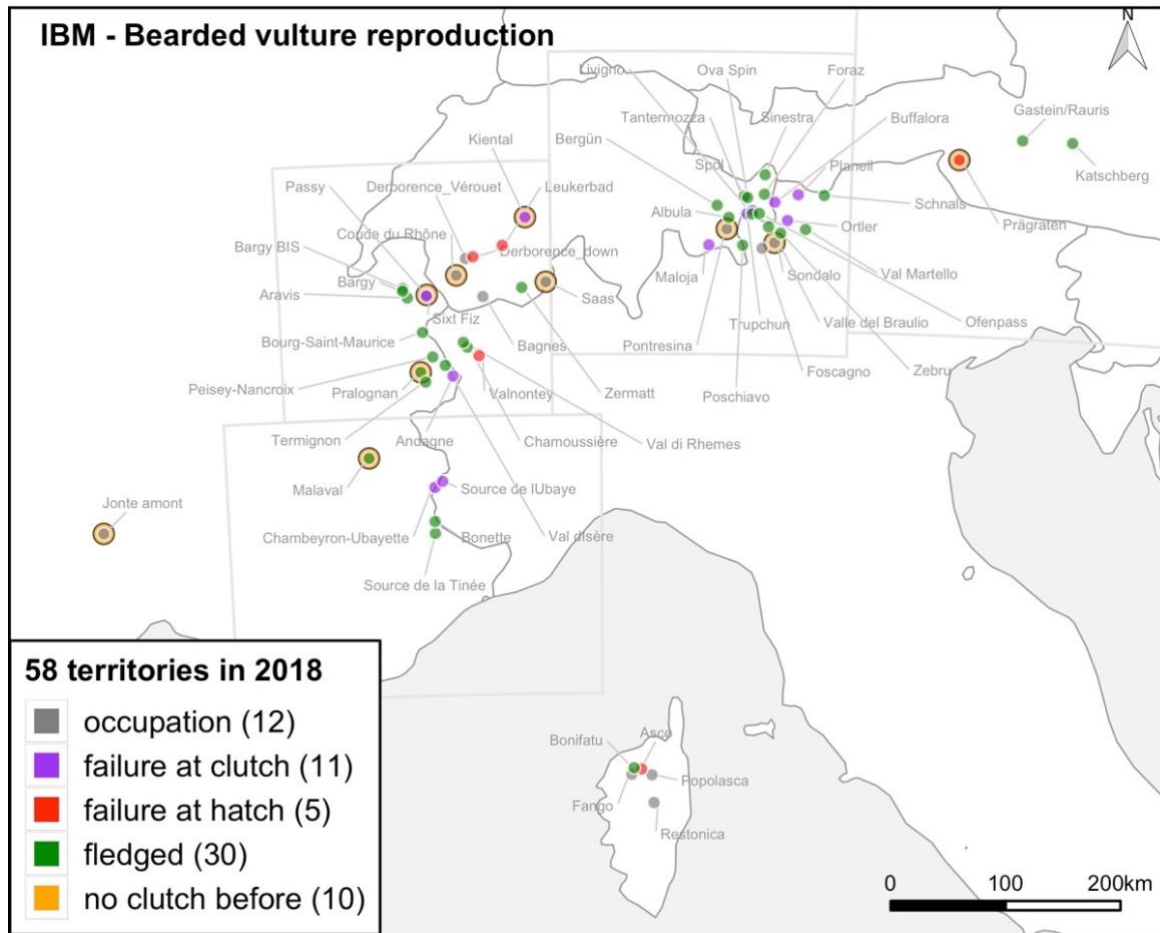 IBM - Bearded vulture reproduction
N
Livigno
Ova Spin
Foraz
Tantermozza
Sinestra
Buffalora
Gastein/Rauris
Kiental
Bergün
Spöl
Planeil
Katschberg
Passy
Derborence_Vérouet
Leukerbad
Schnals
Albula
Prägraten
Coude du Rhône
Ortler
Bargy BIS
Derborence_down
Maloja
Sondalo
Val Martello
Bargy
Aravis
Saas
Sixt Fiz
Trupchun
Valle del Braulio
Ofenpass
Bourg-Saint-Maurice
Bagnes
Pontresina
Foscagno
Zebru
Peisey-Nancroix
Pralognan
Valnontey
Zermatt
Poschiavo
Termignon
Andagne
Chamoussière
Val di Rhemes
Malaval
Source de lUbaye
Jonte amont
Chambeyron-Ubayette
Bonette
Val disère
Source de la Tinée
58 territories in 2018
occupation (12)
failure at clutch (11)
failure at hatch (5)
fledged (30)
no clutch before (10)
Bonifatu
Asco
Popolasca
Fango
Restonica
0 100 200km